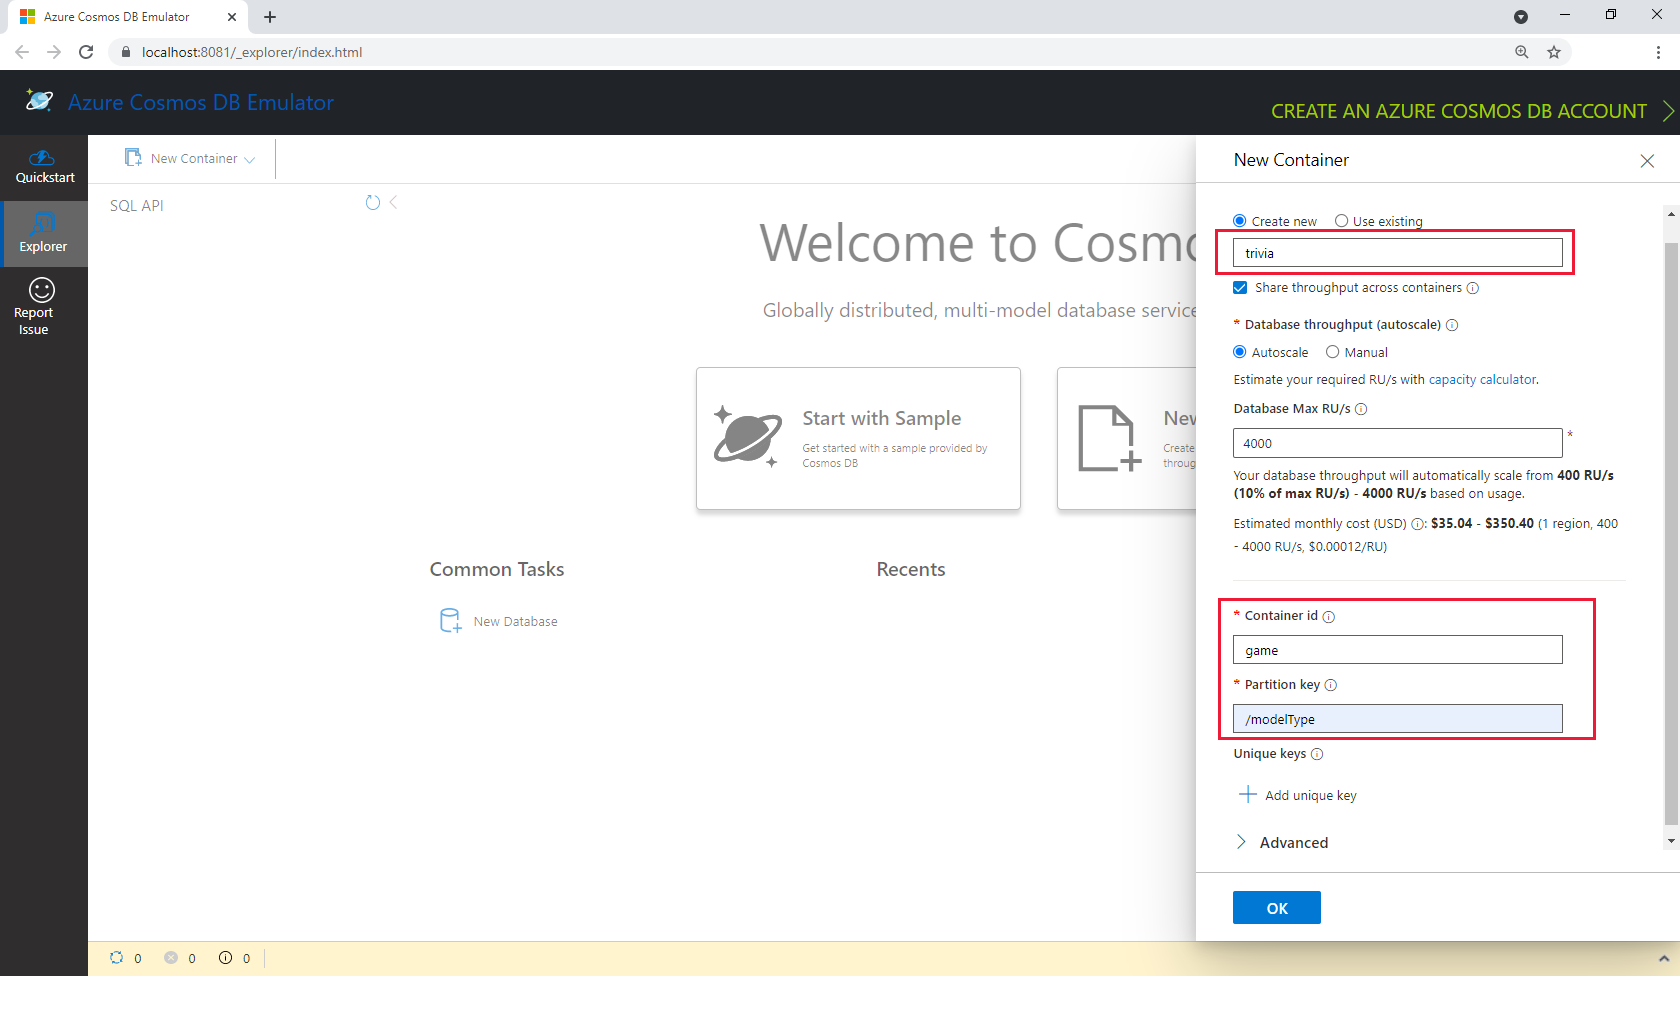 Azure Cosmos DB Emulator
localhost:8081/_explorer/index.html
Azure Cosmos DB Emulator
CREATE AN AZURE COSMOS DB ACCOUNT
Quickstart
Explorer
Report
Issue
New Container
SQL API
Welcome to Cosmo
Globally distributed, multi-model database service
Start with Sample
Get started with a sample provided by
Cosmos DB
New
Create
throug
Common Tasks
Recents
New Database
New Container
Create new
Use existing
trivia
Share throughput across containers
* Database throughput (autoscale)
Autoscale
Manual
Estimate your required RU/s with capacity calculator.
Database Max RU/s
4000
*
Your database throughput will automatically scale from 400 RU/s
(10% of max RU/s) - 4000 RU/s based on usage.
Estimated monthly cost (USD) : $35.04 - $350.40 (1 region, 400
- 4000 RU/s, $0.00012/RU)
* Container id
game
* Partition key
/modelType
Unique keys
Add unique key
Advanced
OK
0
0
0